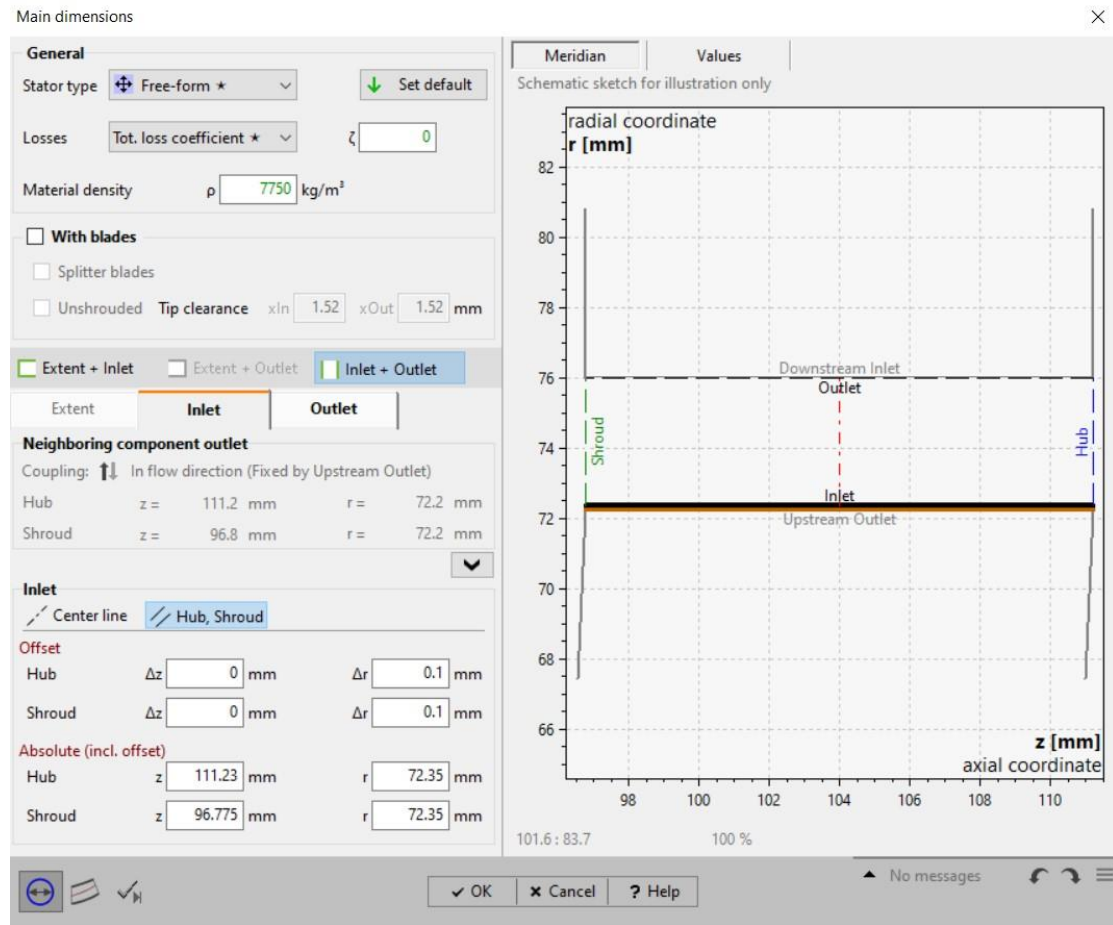 Main dimensions
General
Stator type Free-form ★ Set default
Losses Tot. loss coefficient ★ ζ 0
Material density ρ 7750 kg/m³
With blades
Splitter blades
Unshrouded Tip clearance xIn 1.52 xOut 1.52 mm
Extent + Inlet Extent + Outlet Inlet + Outlet
Extent Inlet Outlet
Neighboring component outlet
Coupling: In flow direction (Fixed by Upstream Outlet)
Hub z = 111.2 mm r = 72.2 mm
Shroud z = 96.8 mm r = 72.2 mm
Inlet
Center line Hub, Shroud
Offset
Hub Δz 0 mm Δr 0.1 mm
Shroud Δz 0 mm Δr 0.1 mm
Absolute (incl. offset)
Hub z 111.23 mm r 72.35 mm
Shroud z 96.775 mm r 72.35 mm
Meridian Values
Schematic sketch for illustration only
radial coordinate
r [mm]
82
80
78
76
74
72
70
68
66
Downstream Inlet
Outlet
Shroud
Hub
Inlet
Upstream Outlet
z [mm]
axial coordinate
98 100 102 104 106 108 110
101.6 : 83.7 100 %
No messages
OK Cancel ? Help